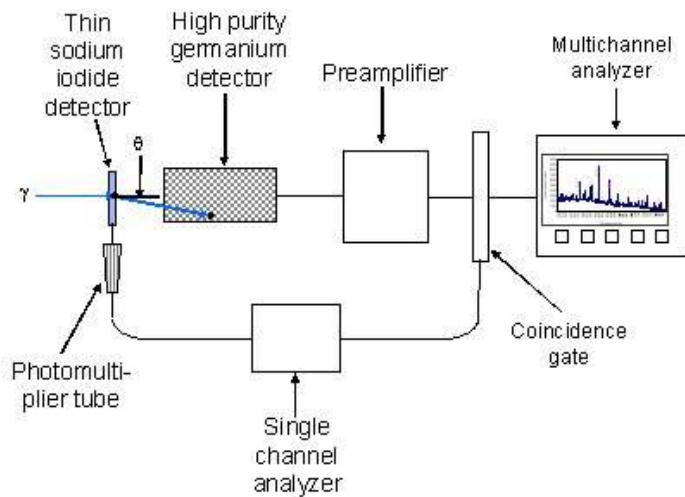 Thin
sodium
iodide
detector
High purity
germanium
detector
Preamplifier
Multichannel
analyzer
θ
γ
Coincidence
gate
Photomulti-
plier tube
Single
channel
analyzer